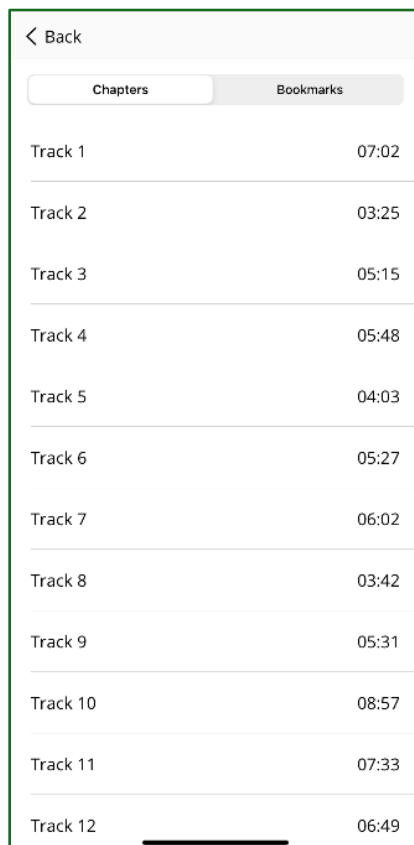 Back
Chapters Bookmarks
Track 1 07:02
Track 2 03:25
Track 3 05:15
Track 4 05:48
Track 5 04:03
Track 6 05:27
Track 7 06:02
Track 8 03:42
Track 9 05:31
Track 10 08:57
Track 11 07:33
Track 12 06:49